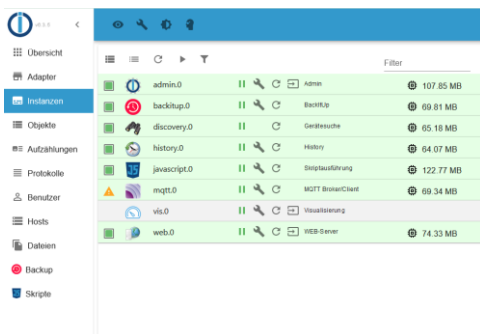 Übersicht
Adapter
Instanzen
Objekte
Aufzählungen
Protokolle
Benutzer
Hosts
Dateien
Backup
Skripte
Filter
admin.0 Admin 107.85 MB
backitup.0 BackItUp 69.81 MB
discovery.0 Gerätesuche 65.18 MB
history.0 History 64.07 MB
JS javascript.0 Skriptausführung 122.77 MB
mqtt.0 MQTT Broker/Client 69.34 MB
vis.0 Visualisierung
web.0 WEB-Server 74.33 MB